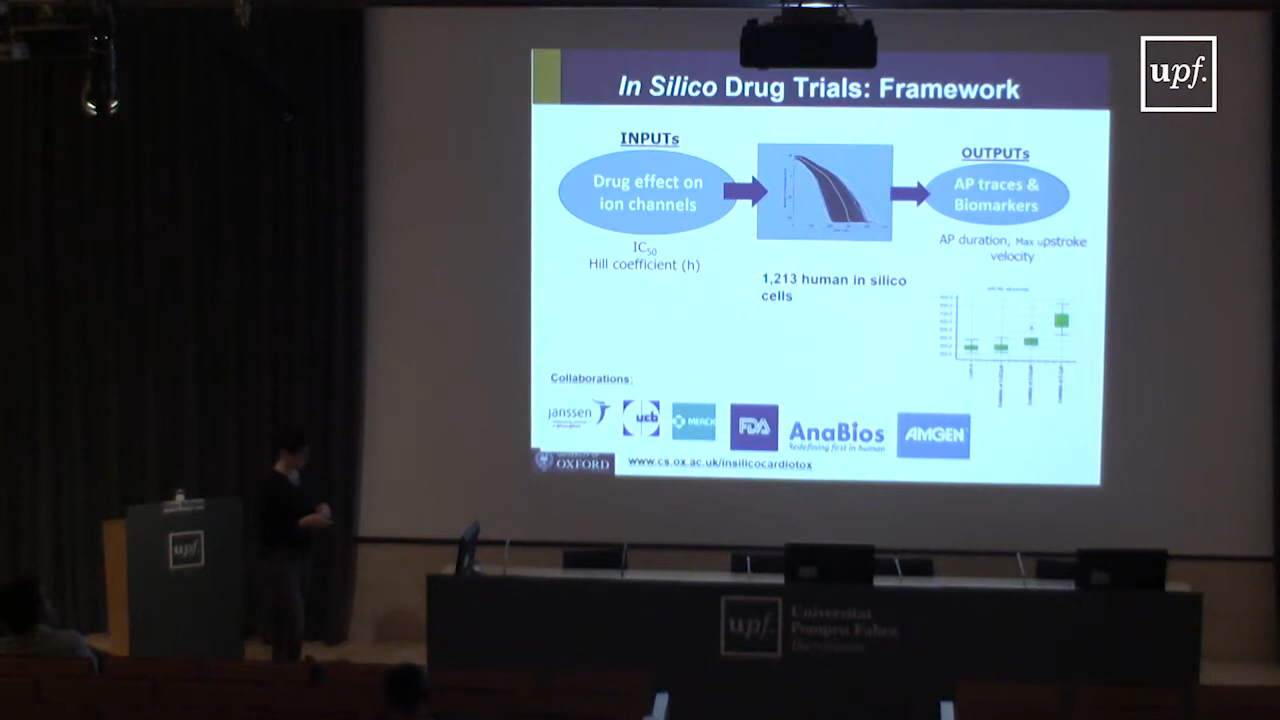 upf.
In Silico Drug Trials: Framework
INPUTs
Drug effect on
ion channels
IC50
Hill coefficient (h)
1,213 human in silico
cells
OUTPUTs
AP traces &
Biomarkers
AP duration, Max upstroke
velocity
Collaborations:
janssen
ucb
MERCK
FDA
AnaBios
Redefining first in human
AMGEN
UNIVERSITY OF
OXFORD
www.cs.ox.ac.uk/insilicocardiotox
upf.
upf.
Universitat
Pompeu Fabra
Barcelona